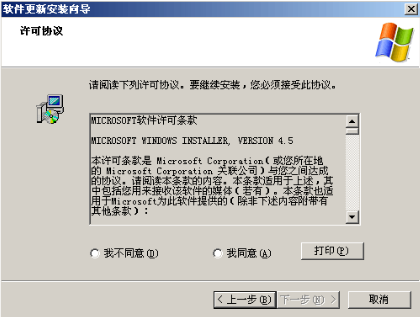 软件更新安装向导
许可协议
请阅读下列许可协议。要继续安装，您必须接受此协议。
MICROSOFT软件许可条款
MICROSOFT WINDOWS INSTALLER, VERSION 4.5
本许可条款是 Microsoft Corporation（或您所在地
的 Microsoft Corporation 关联公司）与您之间达成
的协议。请阅读本条款的内容。本条款适用于上述，其
中包括您用来接收该软件的媒体（若有）。本条款也适
用于Microsoft为此软件提供的（除非下述内容附带有
其他条款）：
我不同意(D)
我同意(A)
打印(P)
< 上一步(B)
下一步(N) >
取消